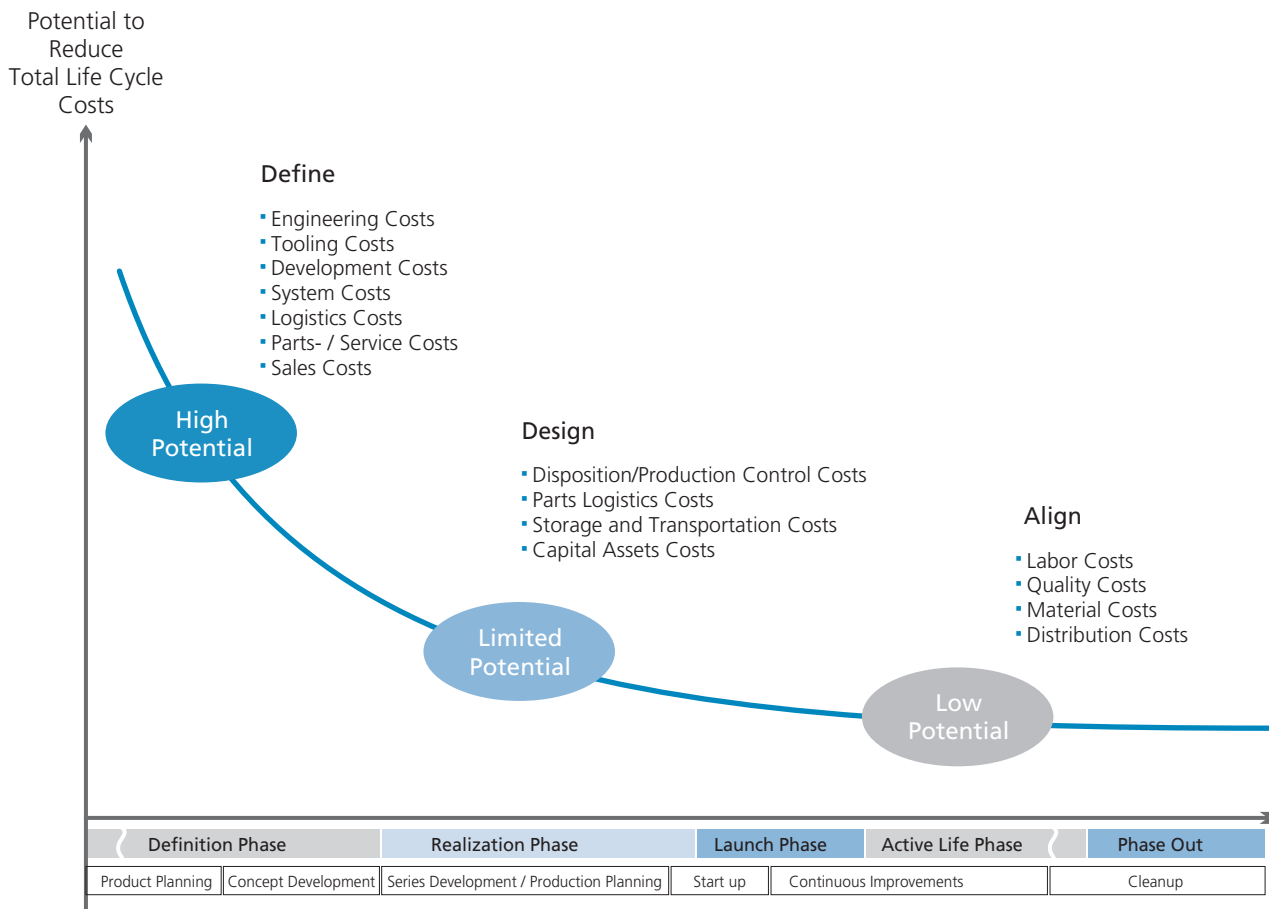 Potential to
Reduce
Total Life Cycle
Costs
Define
Engineering Costs
Tooling Costs
Development Costs
System Costs
Logistics Costs
Parts- / Service Costs
Sales Costs
High
Potential
Design
Disposition/Production Control Costs
Parts Logistics Costs
Storage and Transportation Costs
Capital Assets Costs
Limited
Potential
Align
Labor Costs
Quality Costs
Material Costs
Distribution Costs
Low
Potential
Definition Phase
Realization Phase
Launch Phase
Active Life Phase
Phase Out
Product Planning
Concept Development
Series Development / Production Planning
Start up
Continuous Improvements
Cleanup